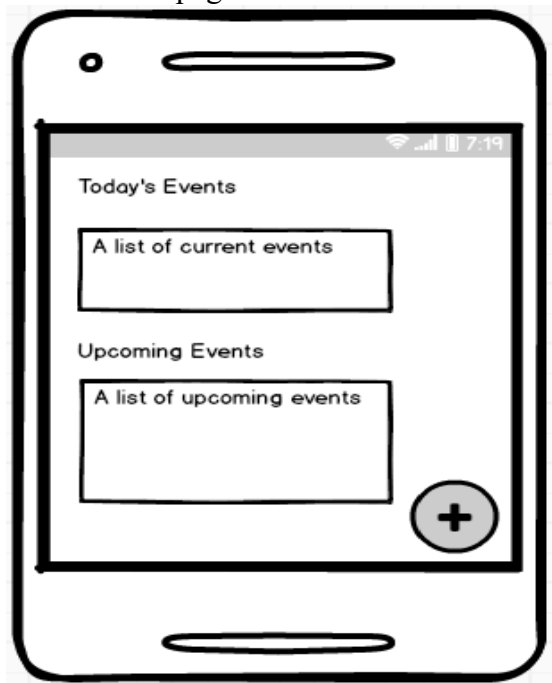 7:19
Today's Events
A list of current events
Upcoming Events
A list of upcoming events
+